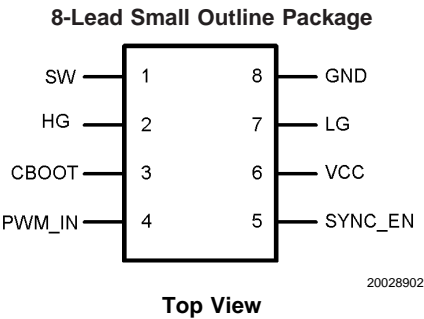 8-Lead Small Outline Package
SW 1 8 GND
HG 2 7 LG
CBOOT 3 6 VCC
PWM_IN 4 5 SYNC_EN
20028902
Top View